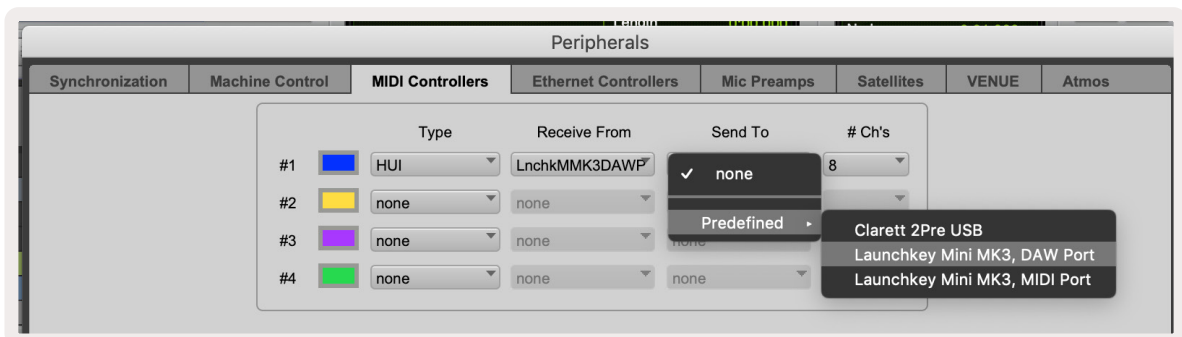 Peripherals
Synchronization Machine Control MIDI Controllers Ethernet Controllers Mic Preamps Satellites VENUE Atmos
Type Receive From Send To # Ch's
#1 HUI LnchkMMK3DAWP 8
✓ none
#2 none none
Predefined
Clarett 2Pre USB
#3 none none none
Launchkey Mini MK3, DAW Port
#4 none none none
Launchkey Mini MK3, MIDI Port